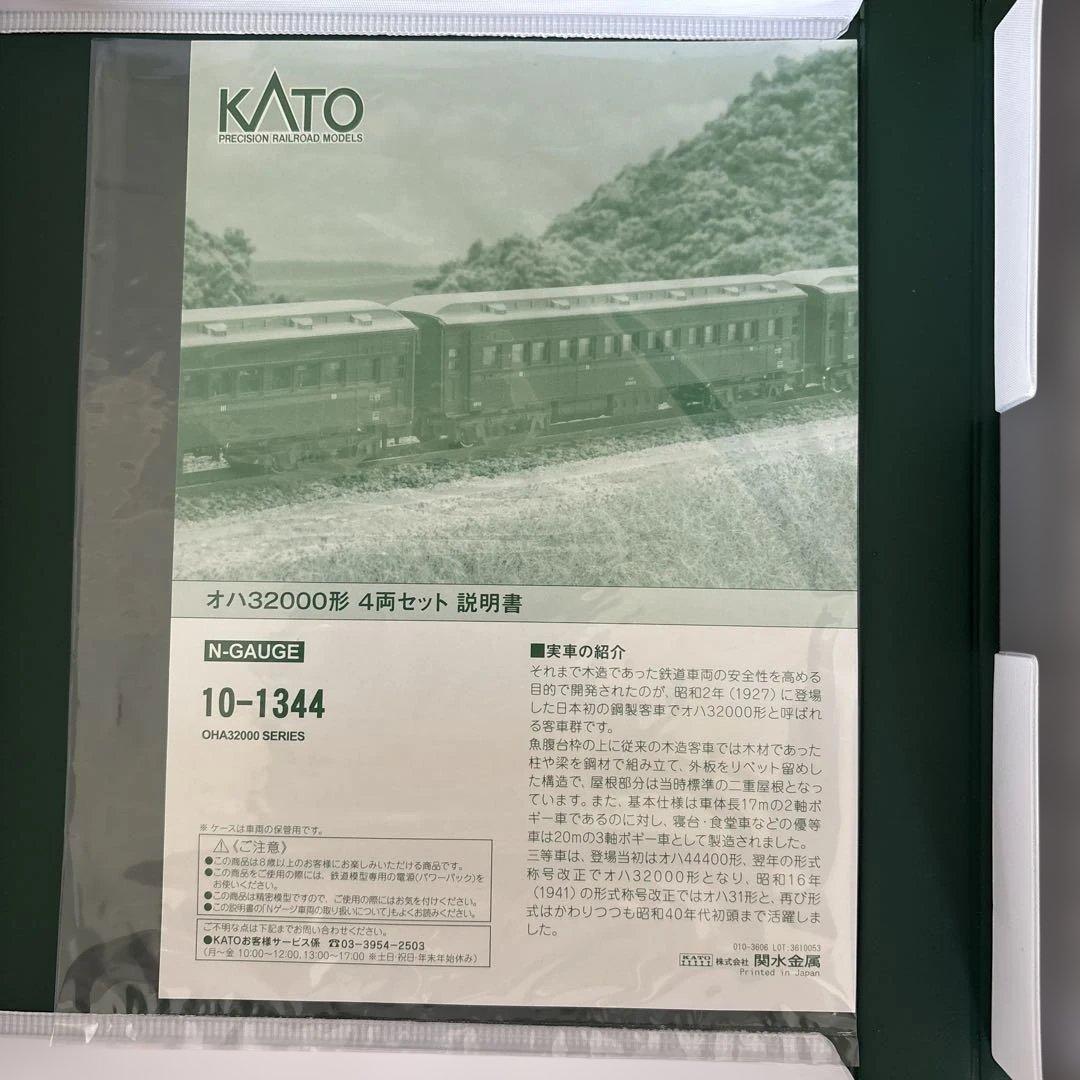 KATO
PRECISION RAILROAD MODELS
オハ32000形 4両セット 説明書
N-GAUGE
10-1344
OHA32000 SERIES
※ ケースは車両の保管用です。
⚠《ご注意》
●この商品は8歳以上のお客様にお楽しみいただける商品です。
●この商品をご使用の際には、鉄道模型専用の電源(パワーパック)を
お使いください。
●この商品は精密模型ですので、ご使用の際にはお気を付けください。
●この説明書の「Nゲージ車両の取り扱いについて」もよくお読みください。
ご不明な点は下記までお問い合わせください。
●KATOお客様サービス係 ☎03-3954-2503
(月〜金 10:00〜12:00,13:00〜17:00 ※土日・祝日・年末年始休み)
■実車の紹介
それまで木造であった鉄道車両の安全性を高める
目的で開発されたのが、昭和2年(1927)に登場
した日本初の鋼製客車でオハ32000形と呼ばれ
る客車群です。
魚腹台枠の上に従来の木造客車では木材であった
柱や梁を鋼材で組み立て、外板をリベット留めし
た構造で、屋根部分は当時標準の二重屋根となっ
ています。また、基本仕様は車体長17mの2軸ボ
ギー車であるのに対し、寝台・食堂車などの優等
車は20mの3軸ボギー車として製造されました。
三等車は、登場当初はオハ44400形、翌年の形式
称号改正でオハ32000形となり、昭和16年
(1941)の形式称号改正ではオハ31形と、再び形
式はかわりつつも昭和40年代初頭まで活躍しま
した。
010-3606 LOT:3610053
KATO 株式会社 関水金属
Printed in Japan